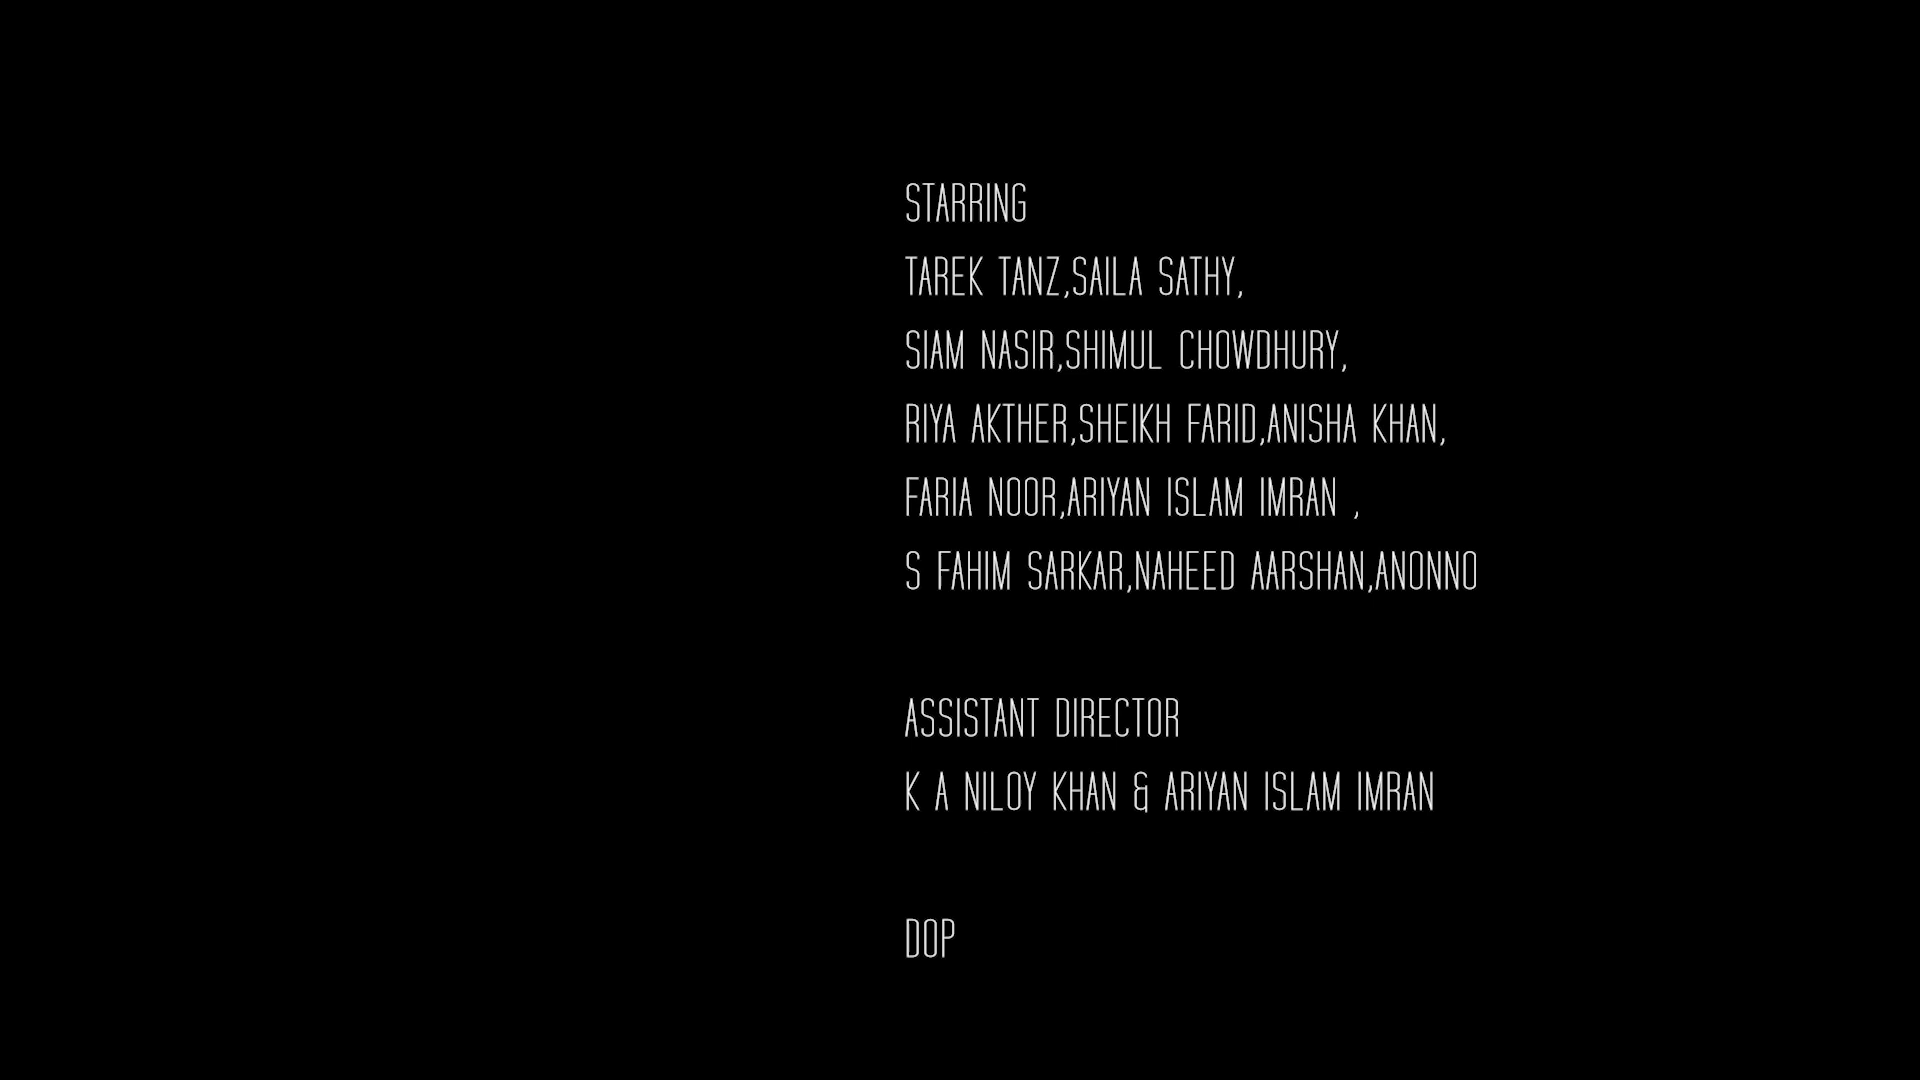 STARRING
TAREK TANZ,SAILA SATHY,
SIAM NASIR,SHIMUL CHOWDHURY,
RIYA AKTHER,SHEIKH FARID,ANISHA KHAN,
FARIA NOOR,ARIYAN ISLAM IMRAN ,
S FAHIM SARKAR,NAHEED AARSHAN,ANONNO
ASSISTANT DIRECTOR
K A NILOY KHAN & ARIYAN ISLAM IMRAN
DOP